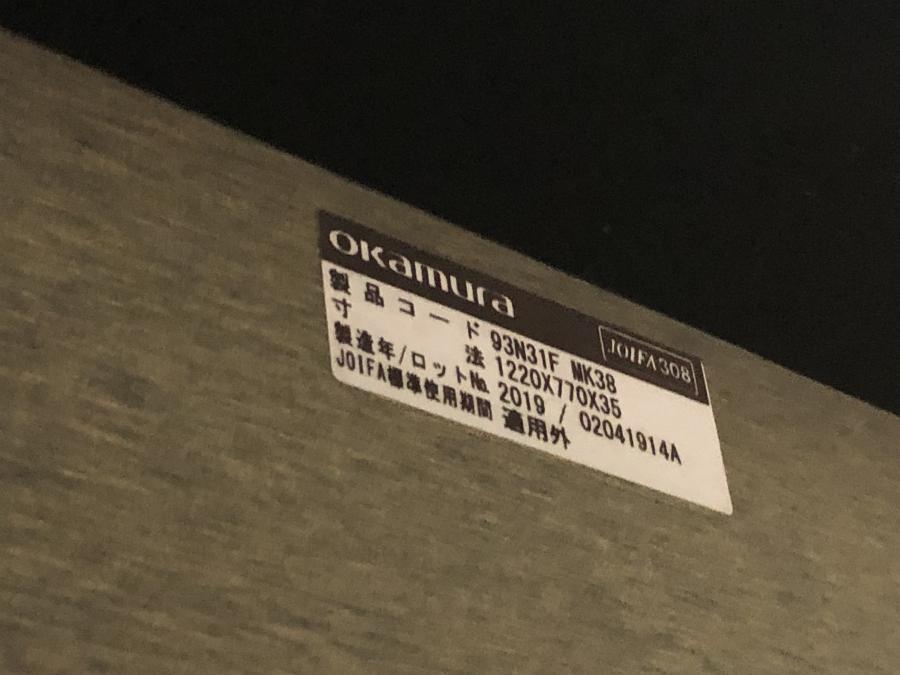 OKamura
JOIFA308
製品コード 93N31F MK38
寸法 1220X770X35
製造年/ロット№ 2019 / 02041914A
JOIFA標準使用期間 適用外